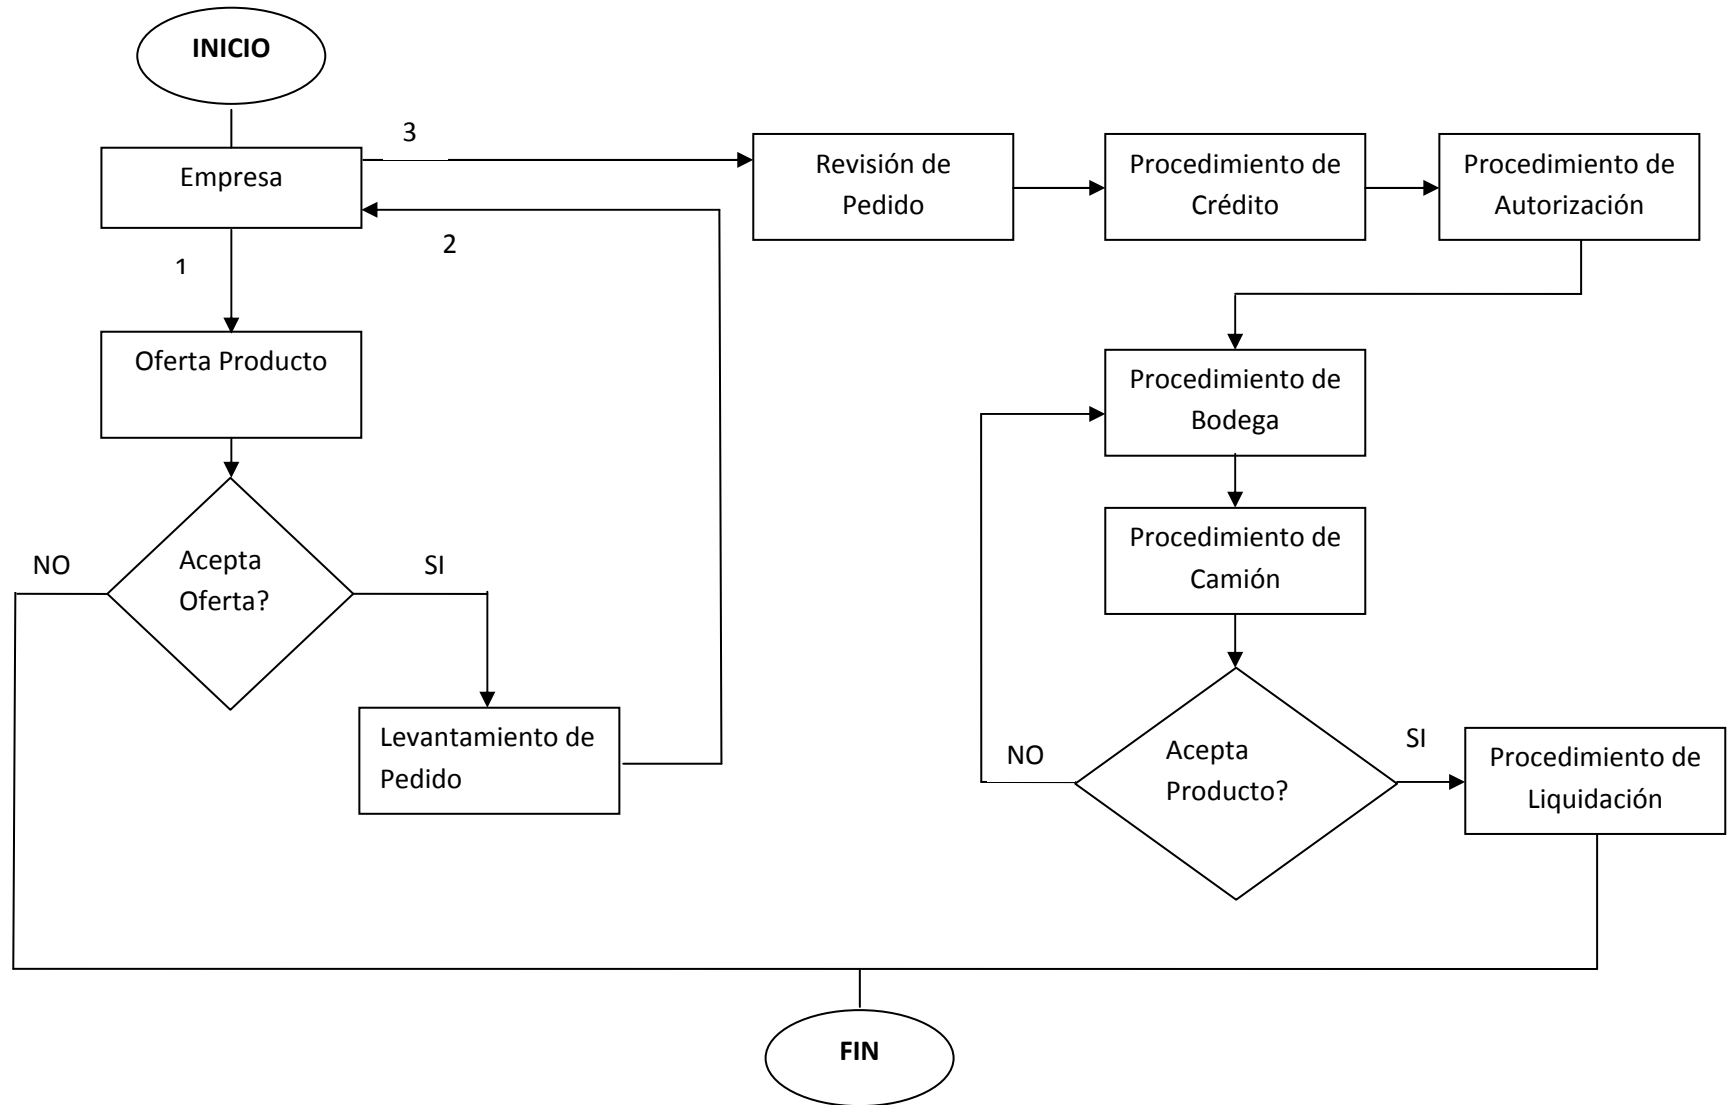 INICIO
3
Empresa
Revisión de
Pedido
Procedimiento de
Crédito
Procedimiento de
Autorización
2
1
Oferta Producto
Procedimiento de
Bodega
Procedimiento de
Camión
NO
Acepta
Oferta?
SI
Levantamiento de
Pedido
NO
Acepta
Producto?
SI
Procedimiento de
Liquidación
FIN